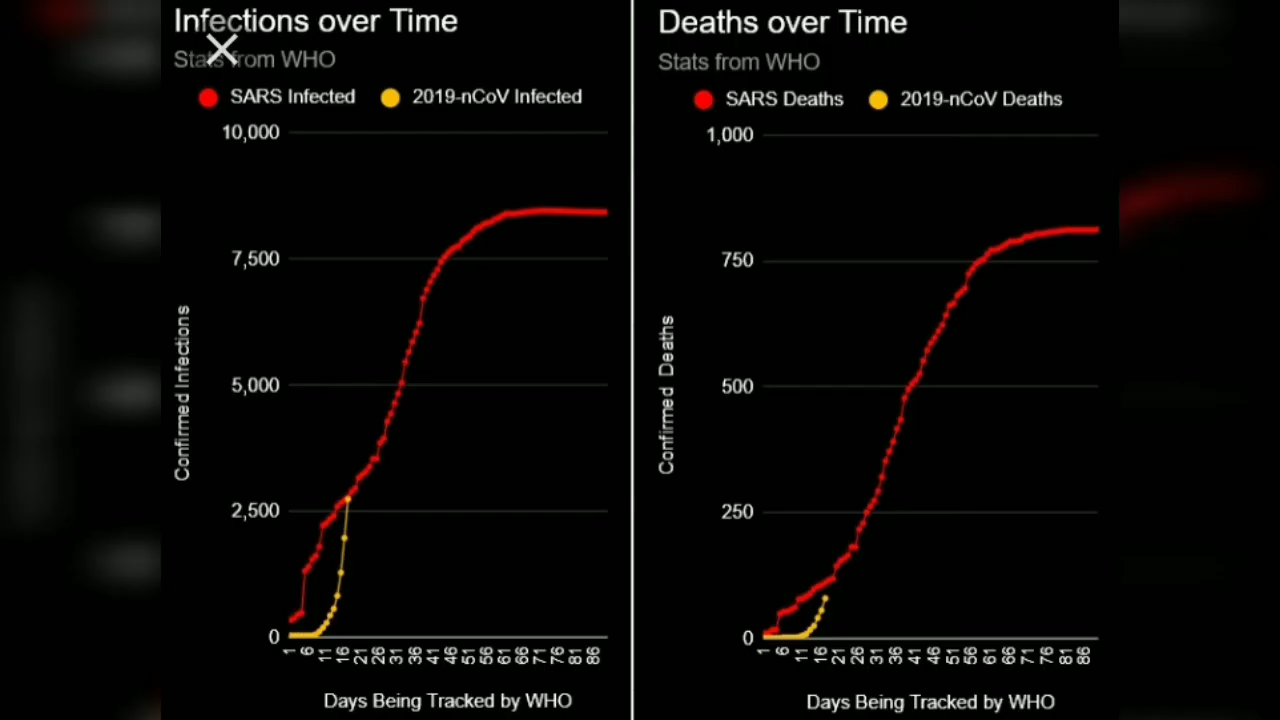 Infections over Time
Stats from WHO
SARS Infected 2019-nCoV Infected
10,000
7,500
5,000
2,500
0
Confirmed Infections
1 6 11 16 21 26 31 36 41 46 51 56 61 66 71 76 81 86
Days Being Tracked by WHO
Deaths over Time
Stats from WHO
SARS Deaths 2019-nCoV Deaths
1,000
750
500
250
0
Confirmed Deaths
1 6 11 16 21 26 31 36 41 46 51 56 61 66 71 76 81 86
Days Being Tracked by WHO